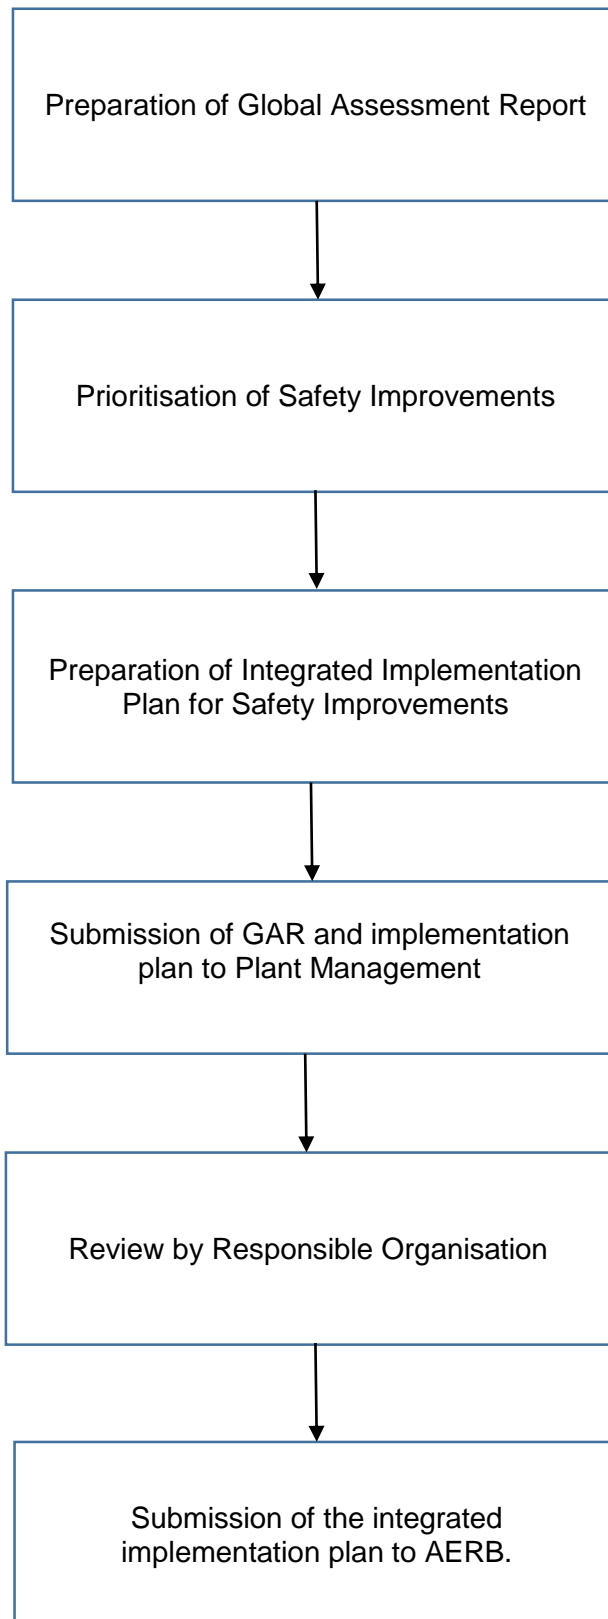 Preparation of Global Assessment Report
Prioritisation of Safety Improvements
Preparation of Integrated Implementation
Plan for Safety Improvements
Submission of GAR and implementation
plan to Plant Management
Review by Responsible Organisation
Submission of the integrated
implementation plan to AERB.